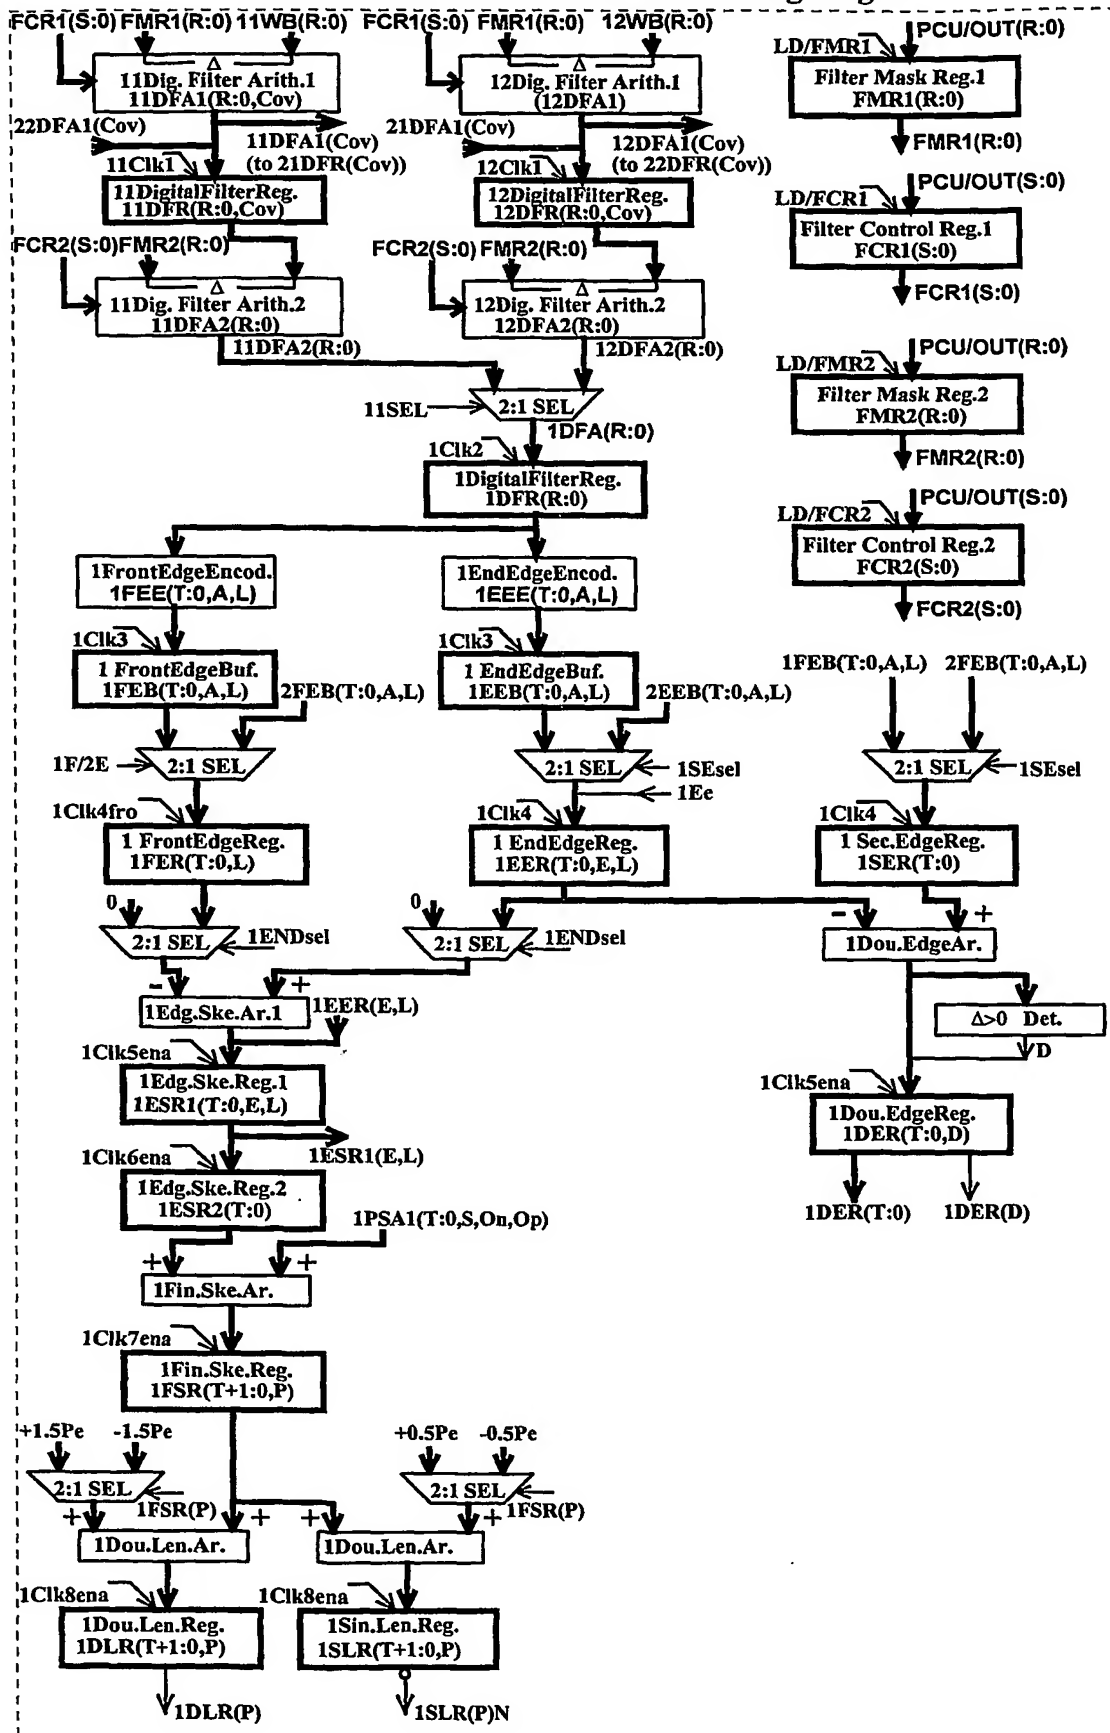 FCR1(S:0) FMR1(R:0) 11WB(R:0)
Δ
11Dig. Filter Arith.1
11DFA1(R:0,Cov)
22DFA1(Cov)
11DFA1(Cov)
(to 21DFR(Cov))
11Clk1
11DigitalFilterReg.
11DFR(R:0,Cov)
FCR2(S:0) FMR2(R:0)
Δ
11Dig. Filter Arith.2
11DFA2(R:0)
11DFA2(R:0)
FCR1(S:0) FMR1(R:0) 12WB(R:0)
Δ
12Dig. Filter Arith.1
(12DFA1)
21DFA1(Cov)
12DFA1(Cov)
(to 22DFR(Cov))
12Clk1
12DigitalFilterReg.
12DFR(R:0,Cov)
FCR2(S:0) FMR2(R:0)
Δ
12Dig. Filter Arith.2
12DFA2(R:0)
12DFA2(R:0)
PCU/OUT(R:0)
LD/FMR1
Filter Mask Reg.1
FMR1(R:0)
FMR1(R:0)
PCU/OUT(S:0)
LD/FCR1
Filter Control Reg.1
FCR1(S:0)
FCR1(S:0)
PCU/OUT(R:0)
LD/FMR2
Filter Mask Reg.2
FMR2(R:0)
FMR2(R:0)
PCU/OUT(S:0)
LD/FCR2
Filter Control Reg.2
FCR2(S:0)
FCR2(S:0)
11SEL
2:1 SEL
1DFA(R:0)
1Clk2
1DigitalFilterReg.
1DFR(R:0)
1FrontEdgeEncod.
1FEE(T:0,A,L)
1EndEdgeEncod.
1EEE(T:0,A,L)
1Clk3
1 FrontEdgeBuf.
1FEB(T:0,A,L)
2FEB(T:0,A,L)
1Clk3
1 EndEdgeBuf.
1EEB(T:0,A,L)
2EEB(T:0,A,L)
1FEB(T:0,A,L) 2FEB(T:0,A,L)
1F/2E
2:1 SEL
2:1 SEL
1SEsel
1Ee
2:1 SEL
1SEsel
1Clk4fro
1 FrontEdgeReg.
1FER(T:0,L)
1Clk4
1 EndEdgeReg.
1EER(T:0,E,L)
1Clk4
1 Sec.EdgeReg.
1SER(T:0)
0
2:1 SEL
1ENDsel
0
2:1 SEL
1ENDsel
- +
1Dou.EdgeAr.
- +
1Edg.Ske.Ar.1
1EER(E,L)
Δ>0 Det.
D
1Clk5ena
1Edg.Ske.Reg.1
1ESR1(T:0,E,L)
1ESR1(E,L)
1Clk5ena
1Dou.EdgeReg.
1DER(T:0,D)
1DER(T:0) 1DER(D)
1Clk6ena
1Edg.Ske.Reg.2
1ESR2(T:0)
1PSA1(T:0,S,On,Op)
+ +
1Fin.Ske.Ar.
1Clk7ena
1Fin.Ske.Reg.
1FSR(T+1:0,P)
+1.5Pe -1.5Pe
2:1 SEL
1FSR(P)
+0.5Pe -0.5Pe
2:1 SEL
1FSR(P)
+ +
1Dou.Len.Ar.
+ +
1Dou.Len.Ar.
1Clk8ena
1Dou.Len.Reg.
1DLR(T+1:0,P)
1DLR(P)
1Clk8ena
1Sin.Len.Reg.
1SLR(T+1:0,P)
1SLR(P)N